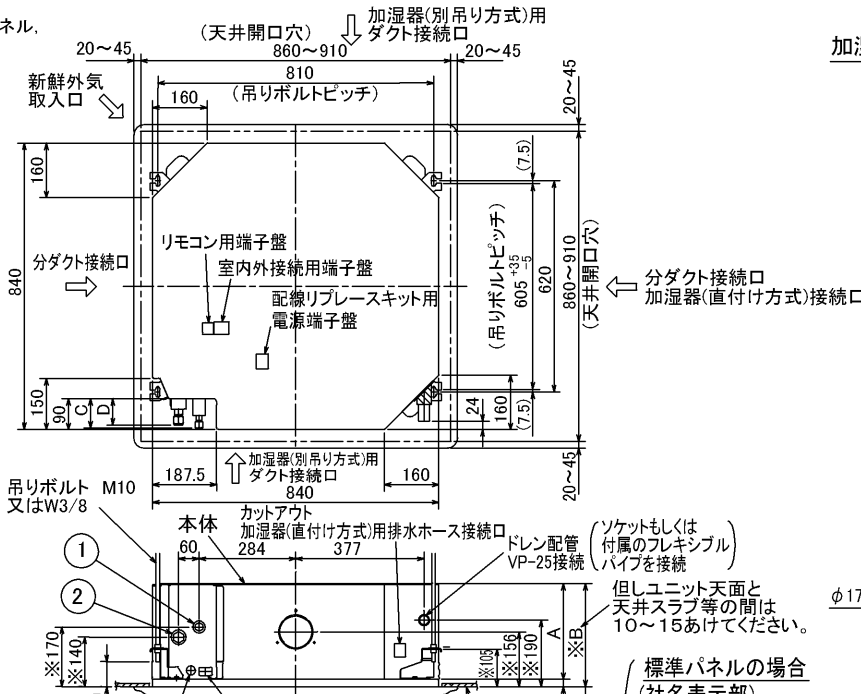 ネル,
(天井開口穴)
加湿器(別吊り方式)用
ダクト接続口
20～45
860～910
20～45
810
(吊りボルトピッチ)
160
新鮮外気
取入口
加湿
20～45
(7.5)
160
840
分ダクト接続口
リモコン用端子盤
室内外接続用端子盤
配線リプレースキット用
電源端子盤
(吊りボルトピッチ)
605 +35 -5
620
860～910
(天井開口穴)
分ダクト接続口
加湿器(直付け方式)接続口
150
90
C
D
24
160
(7.5)
20～45
187.5
加湿器(別吊り方式)用
ダクト接続口
160
840
吊りボルト M10
又はW3/8
本体
カットアウト
加湿器(直付け方式)用排水ホース接続口
60
284
377
ドレン配管
VP-25接続
ソケットもしくは
付属のフレキシブル
パイプを接続
1
2
但しユニット天面と
天井スラブ等の間は
10～15あけてください。
φ17
※170
※140
※105
※156
※190
A
※B
標準パネルの場合
(社名表示部)